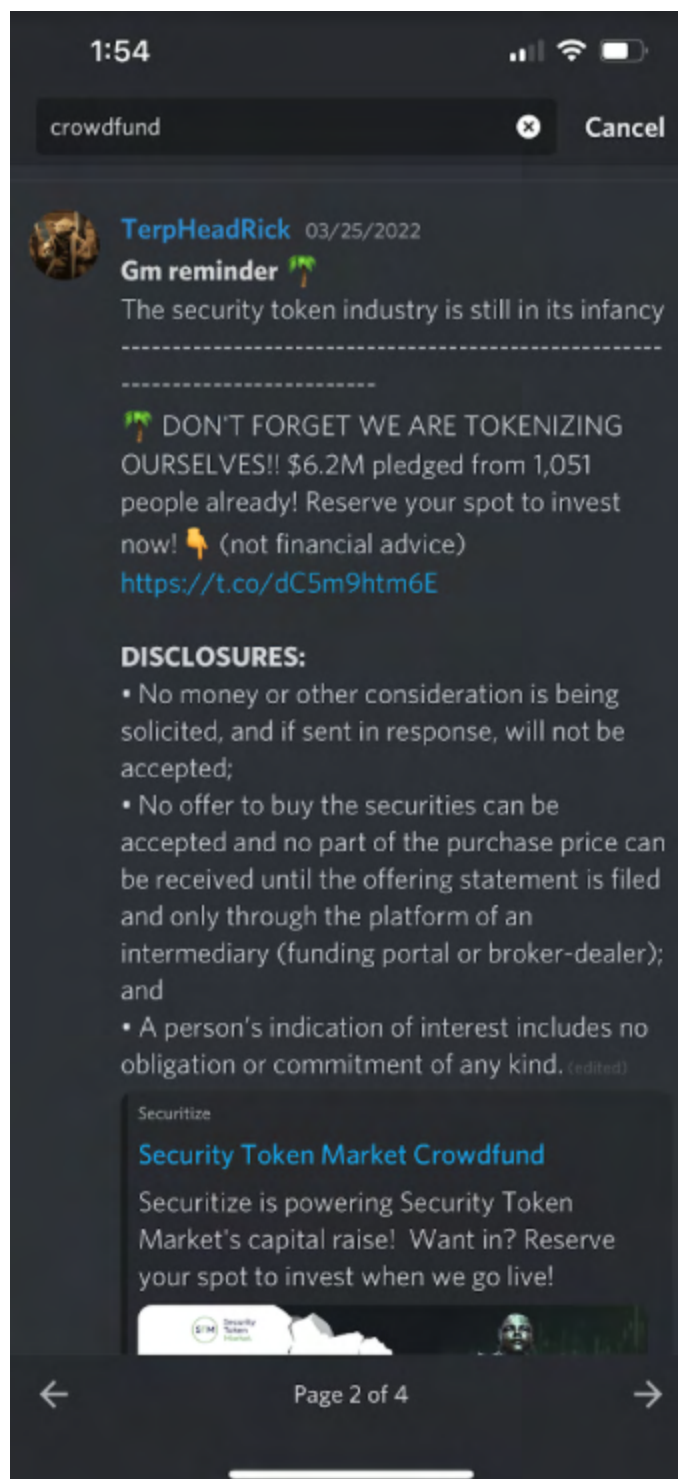 1:54
crowdfund
Cancel
TerpHeadRick 03/25/2022
Gm reminder 🌴
The security token industry is still in its infancy
-----------------------------------------------------
-------------------------
🌴 DON'T FORGET WE ARE TOKENIZING
OURSELVES!! $6.2M pledged from 1,051
people already! Reserve your spot to invest
now! 👇 (not financial advice)
https://t.co/dC5m9htm6E
DISCLOSURES:
• No money or other consideration is being
solicited, and if sent in response, will not be
accepted;
• No offer to buy the securities can be
accepted and no part of the purchase price can
be received until the offering statement is filed
and only through the platform of an
intermediary (funding portal or broker-dealer);
and
• A person's indication of interest includes no
obligation or commitment of any kind. (edited)
Securitize
Security Token Market Crowdfund
Securitize is powering Security Token
Market's capital raise! Want in? Reserve
your spot to invest when we go live!
STM
Security
Token
Market
Page 2 of 4